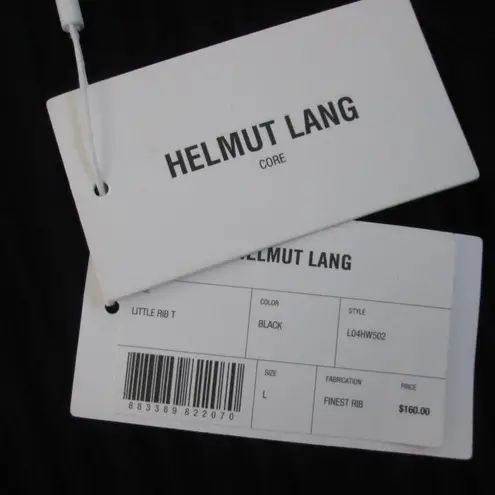 HELMUT LANG
CORE
HELMUT LANG
LITTLE RIB T
COLOR
BLACK
STYLE
L04HW502
883369 822070
SIZE
L
FABRICATION
FINEST RIB
PRICE
$160.00